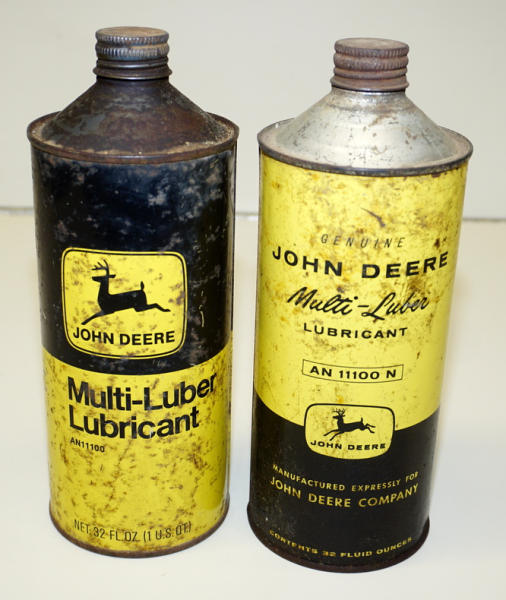 JOHN DEERE
Multi-Luber
Lubricant
AN11100
NET. 32 FL. OZ. (1 U.S. QT.)
GENUINE
JOHN DEERE
Multi-Luber
LUBRICANT
AN 11100 N
JOHN DEERE
MANUFACTURED EXPRESSLY FOR
JOHN DEERE COMPANY
CONTENTS 32 FLUID OUNCES